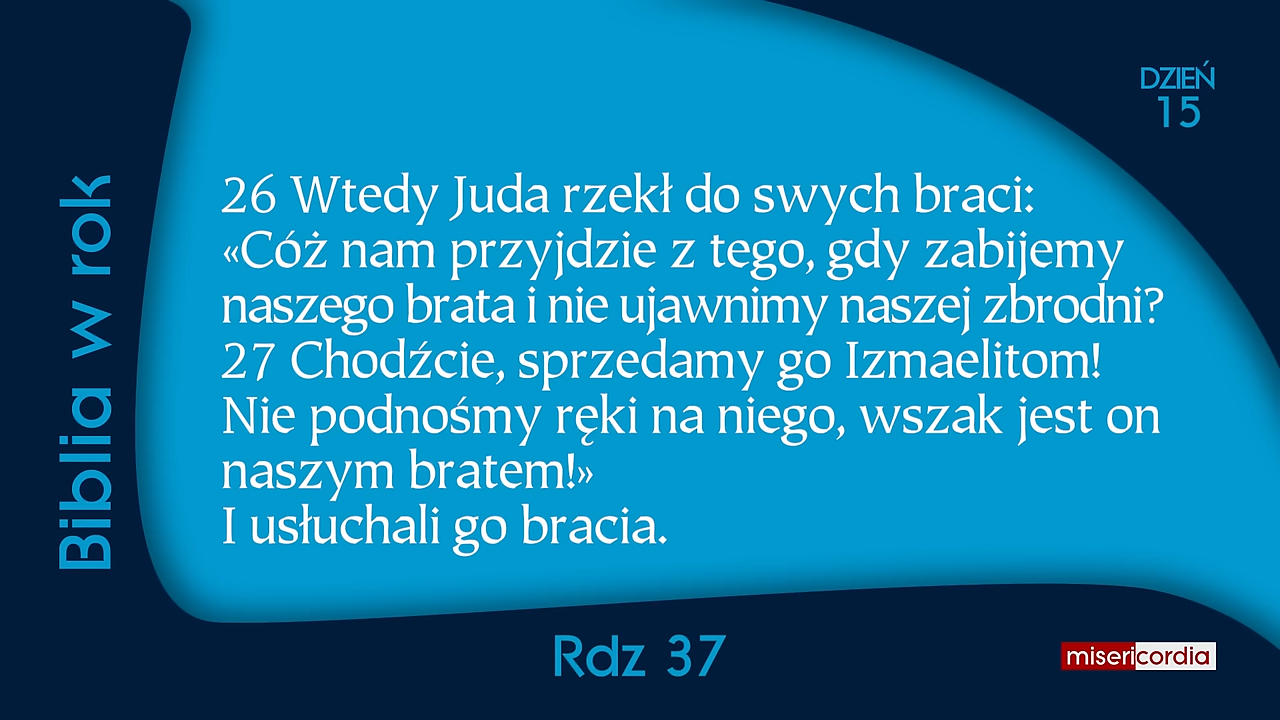 DZIEŃ
15
Biblia w rok
26 Wtedy Juda rzekł do swych braci:
«Cóż nam przyjdzie z tego, gdy zabijemy
naszego brata i nie ujawnimy naszej zbrodni?
27 Chodźcie, sprzedamy go Izmaelitom!
Nie podnośmy ręki na niego, wszak jest on
naszym bratem!»
I usłuchali go bracia.
Rdz 37
misericordia